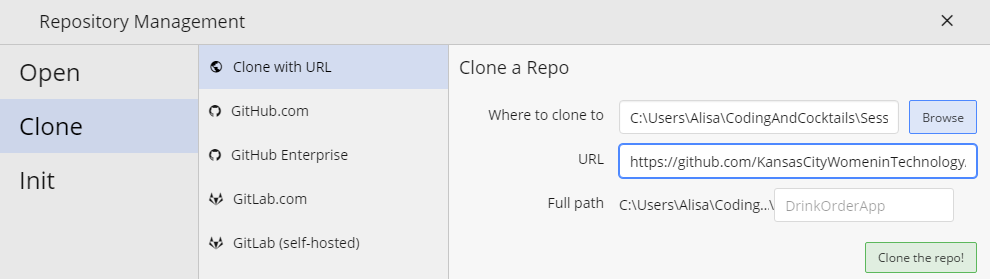 Repository Management
×
Open
Clone
Init
Clone with URL
GitHub.com
GitHub Enterprise
GitLab.com
GitLab (self-hosted)
Clone a Repo
Where to clone to C:\Users\Alisa\CodingAndCocktails\Sess Browse
URL https://github.com/KansasCityWomeninTechnology.
Full path C:\Users\Alisa\Coding...\ DrinkOrderApp
Clone the repo!